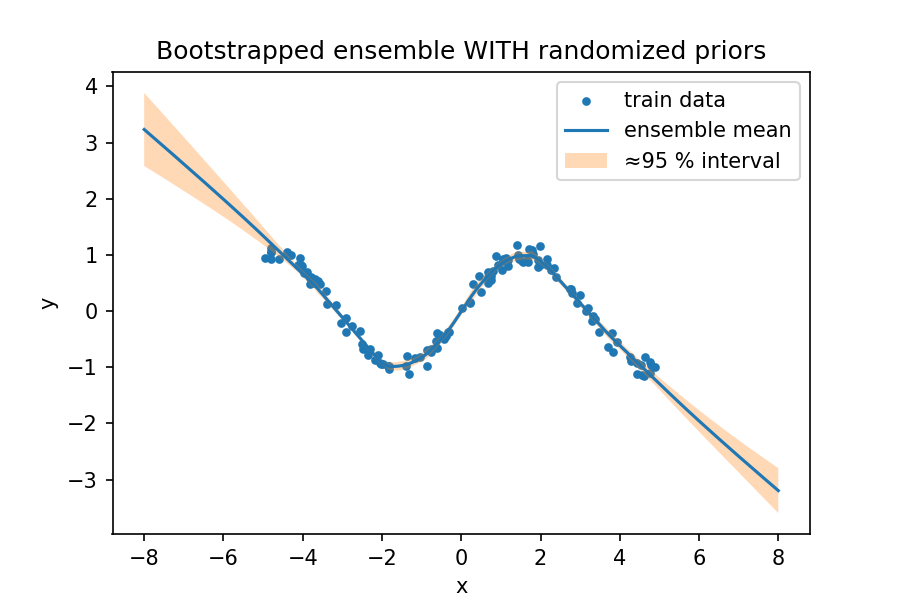 Bootstrapped ensemble WITH randomized priors
train data
ensemble mean
≈95 % interval
4
3
2
1
0
−1
−2
−3
y
−8 −6 −4 −2 0 2 4 6 8
x